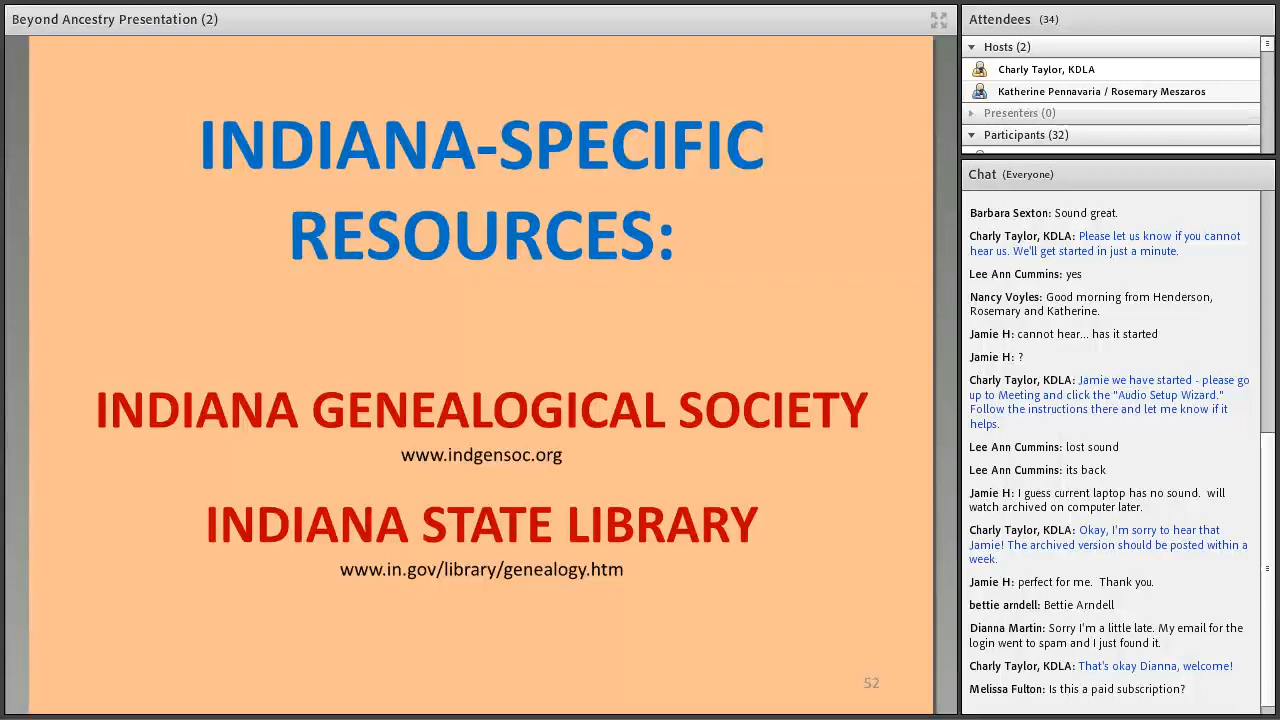 Beyond Ancestry Presentation (2)
INDIANA-SPECIFIC
RESOURCES:
INDIANA GENEALOGICAL SOCIETY
www.indgensoc.org
INDIANA STATE LIBRARY
www.in.gov/library/genealogy.htm
52
Attendees (34)
Hosts (2)
Charly Taylor, KDLA
Katherine Pennavaria / Rosemary Meszaros
Presenters (0)
Participants (32)
Chat (Everyone)
Barbara Sexton: Sound great.
Charly Taylor, KDLA: Please let us know if you cannot
hear us. We'll get started in just a minute.
Lee Ann Cummins: yes
Nancy Voyles: Good morning from Henderson,
Rosemary and Katherine.
Jamie H: cannot hear... has it started
Jamie H: ?
Charly Taylor, KDLA: Jamie we have started - please go
up to Meeting and click the "Audio Setup Wizard."
Follow the instructions there and let me know if it
helps.
Lee Ann Cummins: lost sound
Lee Ann Cummins: its back
Jamie H: I guess current laptop has no sound. will
watch archived on computer later.
Charly Taylor, KDLA: Okay, I'm sorry to hear that
Jamie! The archived version should be posted within a
week.
Jamie H: perfect for me. Thank you.
bettie arndell: Bettie Arndell
Dianna Martin: Sorry I'm a little late. My email for the
login went to spam and I just found it.
Charly Taylor, KDLA: That's okay Dianna, welcome!
Melissa Fulton: Is this a paid subscription?